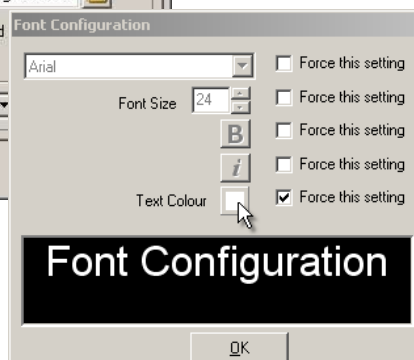 Font Configuration
Arial Force this setting
Font Size 24 Force this setting
B Force this setting
i Force this setting
Text Colour Force this setting
Font Configuration
OK